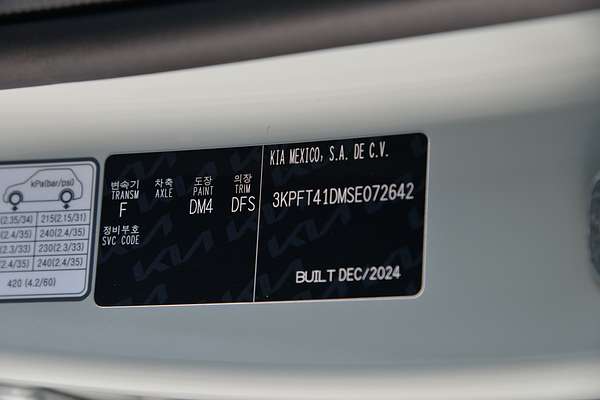 kPa(bar/psi)
2.35/34) 215(2.15/31)
(2.4/35) 240(2.4/35)
2.3/33) 230(2.3/33)
2.4/35) 240(2.4/35)
420 (4.2/60)
변속기 차축 도장 의장
TRANSM AXLE PAINT TRIM
F DM4 DFS
정비부호
SVC CODE
KIA MEXICO, S.A. DE C.V.
3KPFT41DMSE072642
BUILT DEC/2024